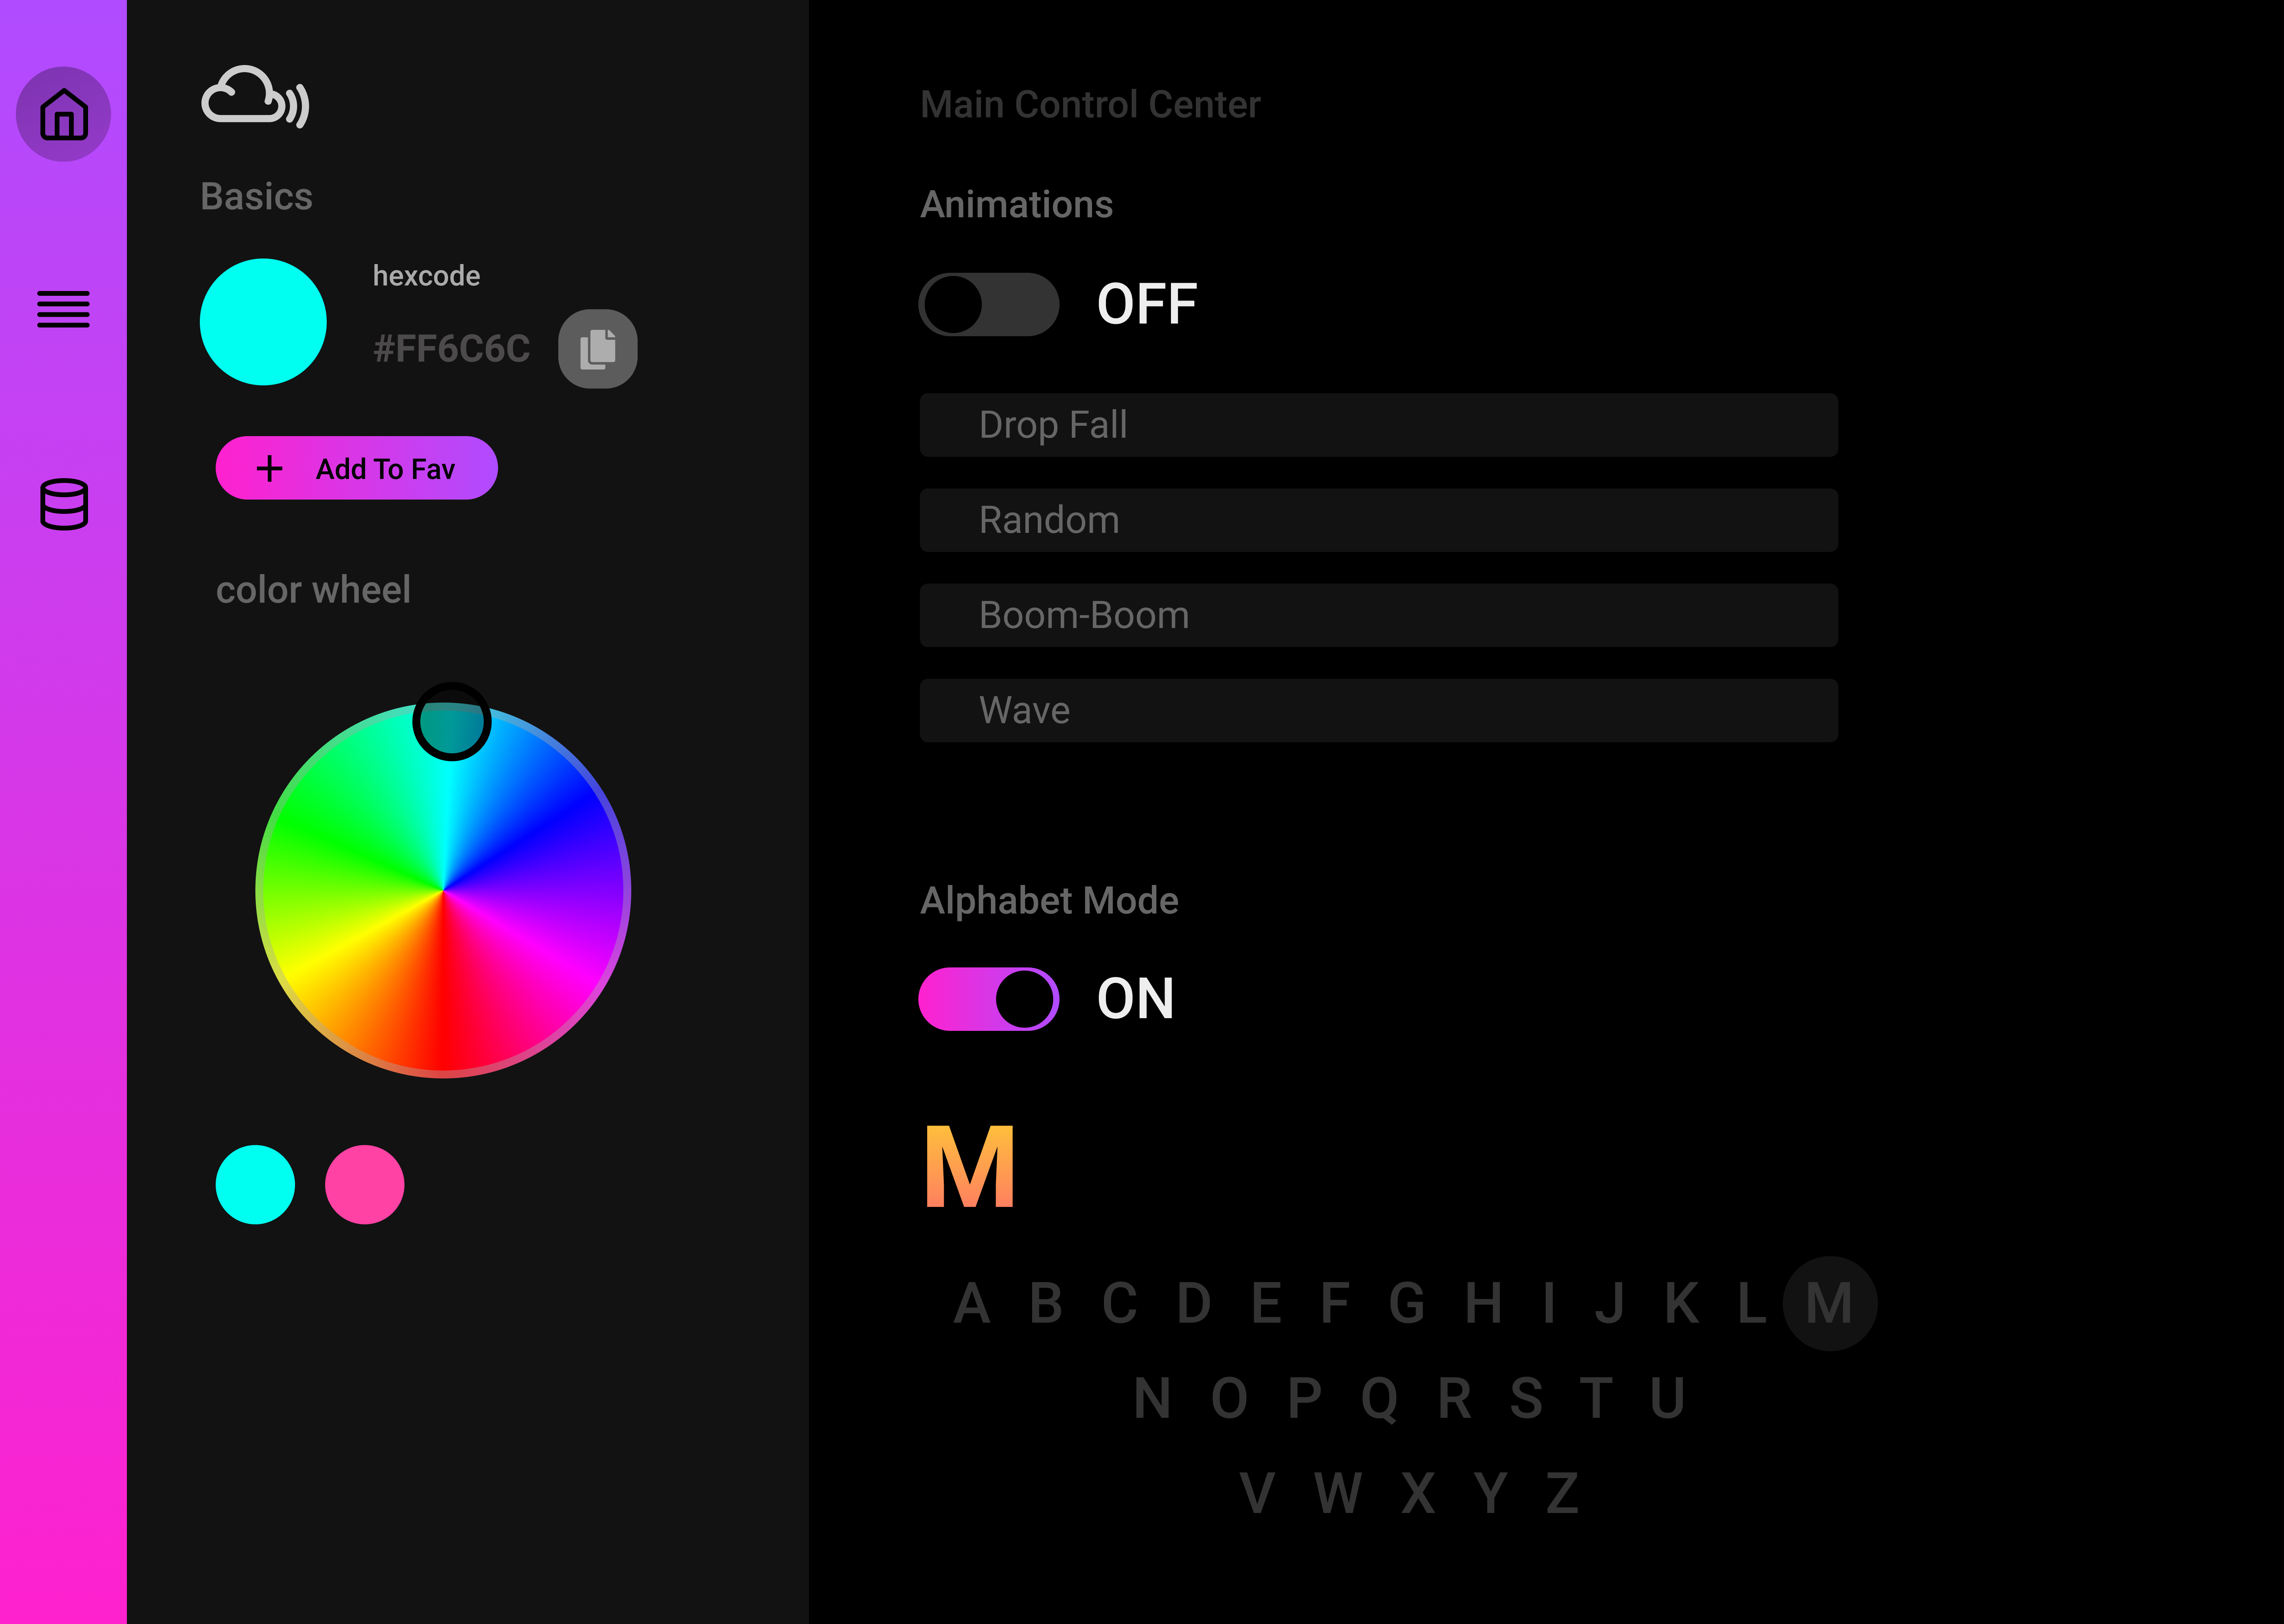 Basics
hexcode
#FF6C6C
Add To Fav
color wheel
Main Control Center
Animations
OFF
Drop Fall
Random
Boom-Boom
Wave
Alphabet Mode
ON
M
A B C D E F G H I J K L M
N O P Q R S T U
V W X Y Z